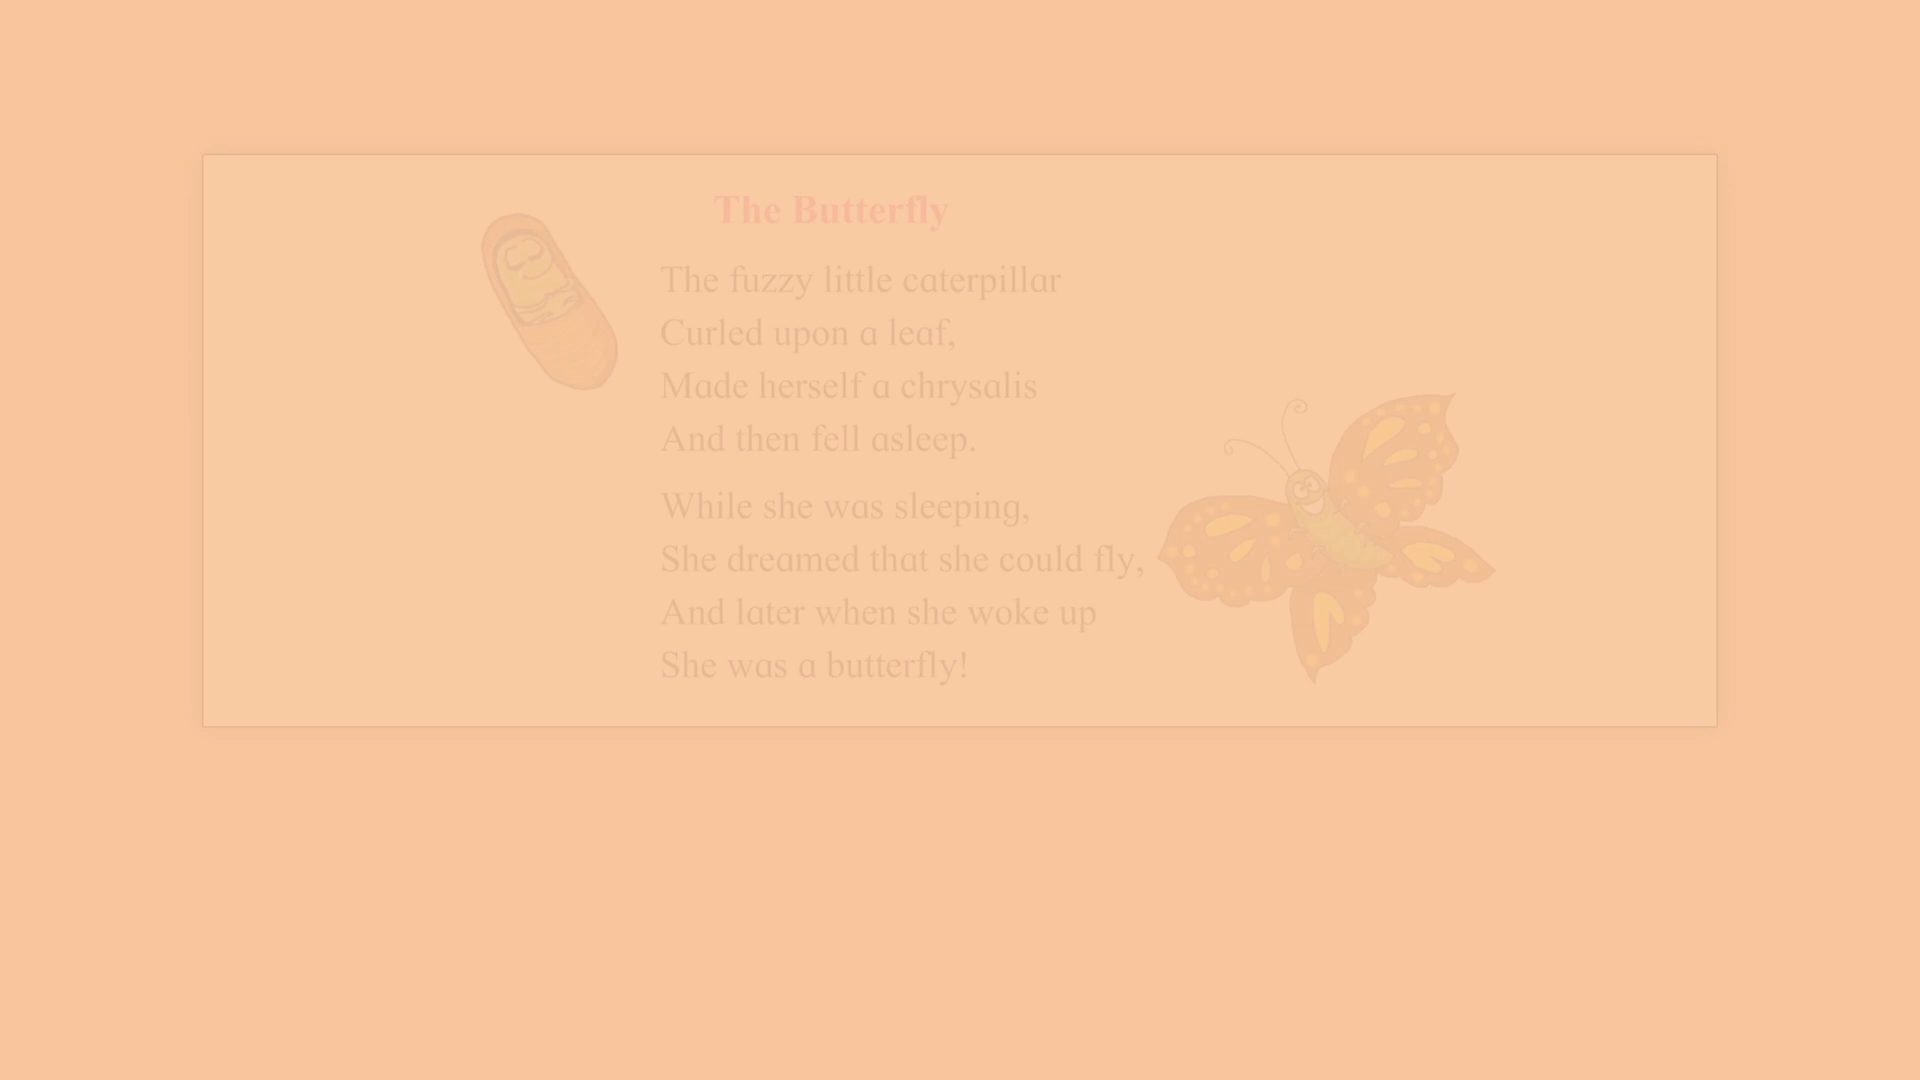 The Butterfly
The fuzzy little caterpillar
Curled upon a leaf,
Made herself a chrysalis
And then fell asleep.
While she was sleeping,
She dreamed that she could fly,
And later when she woke up
She was a butterfly!